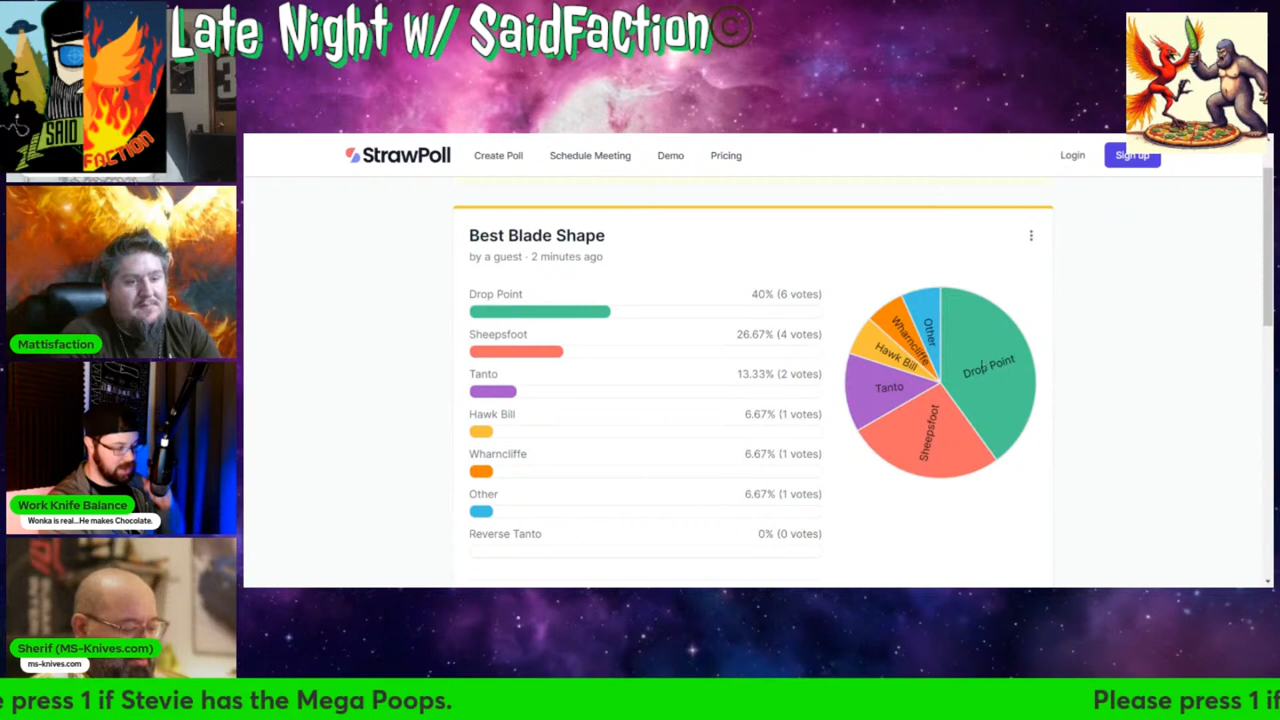 Late Night w/ SaidFaction©
SAID
FACTION
StrawPoll
Create Poll
Schedule Meeting
Demo
Pricing
Login
Sign up
Best Blade Shape
by a guest · 2 minutes ago
Drop Point 40% (6 votes)
Sheepsfoot 26.67% (4 votes)
Tanto 13.33% (2 votes)
Hawk Bill 6.67% (1 votes)
Wharncliffe 6.67% (1 votes)
Other 6.67% (1 votes)
Reverse Tanto 0% (0 votes)
Drop Point
Sheepsfoot
Tanto
Hawk Bill
Wharncliffe
Other
Mattisfaction
Work Knife Balance
Wonka is real...He makes Chocolate.
Sherif (MS-Knives.com)
ms-knives.com
e press 1 if Stevie has the Mega Poops.
Please press 1 if